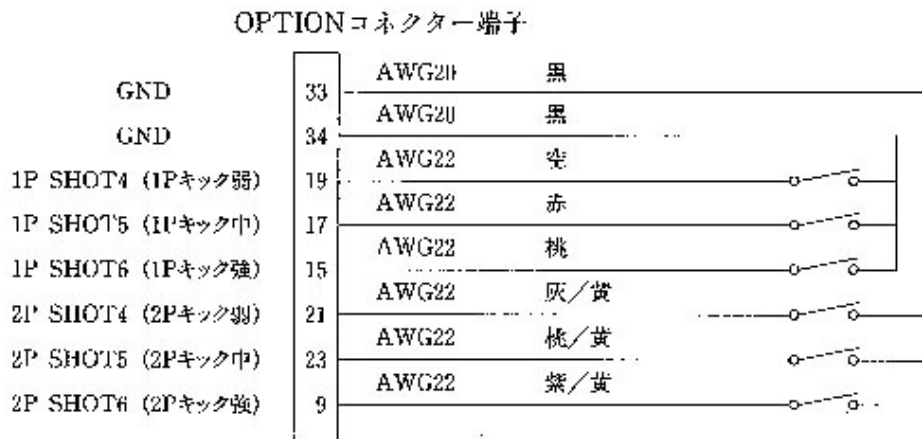 OPTIONコネクター端子
GND 33 AWG20 黒
GND 34 AWG20 黒
1P SHOT4 (1Pキック弱) 19 AWG22 空
1P SHOT5 (1Pキック中) 17 AWG22 赤
1P SHOT6 (1Pキック強) 15 AWG22 桃
2P SHOT4 (2Pキック弱) 21 AWG22 灰／黄
2P SHOT5 (2Pキック中) 23 AWG22 桃／黄
2P SHOT6 (2Pキック強) 9 AWG22 紫／黄